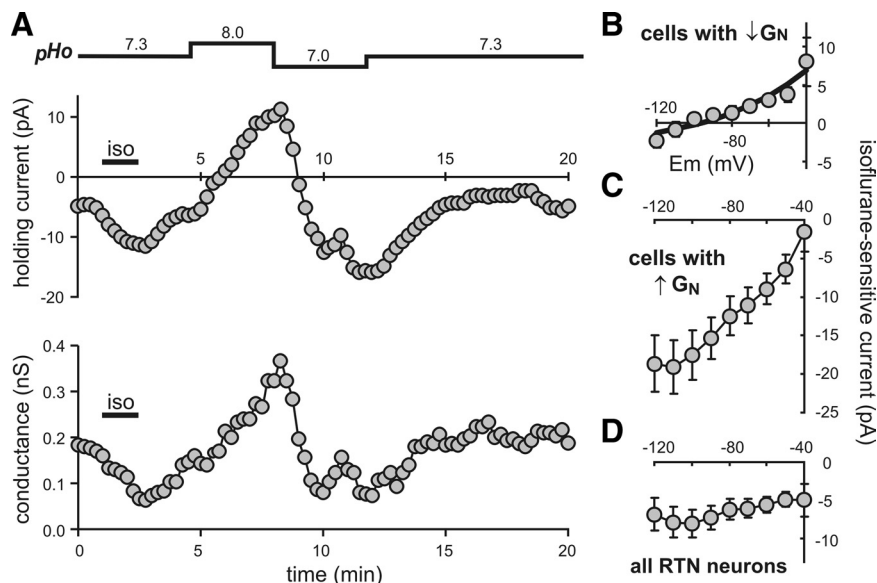 A
pHo
7.3 8.0 7.0 7.3
holding current (pA)
10
0
-10
-20
iso
5 10 15 20
conductance (nS)
0.4
0.3
0.2
0.1
0.0
iso
0 5 10 15 20
time (min)
B
cells with ↓GN
10
5
0
-5
-120
-80
Em (mV)
C
-120 -80 -40
0
-5
-10
-15
-20
-25
cells with
↑ GN
isoflurane-sensitive current (pA)
D
-120 -80 -40
0
-5
-10
all RTN neurons